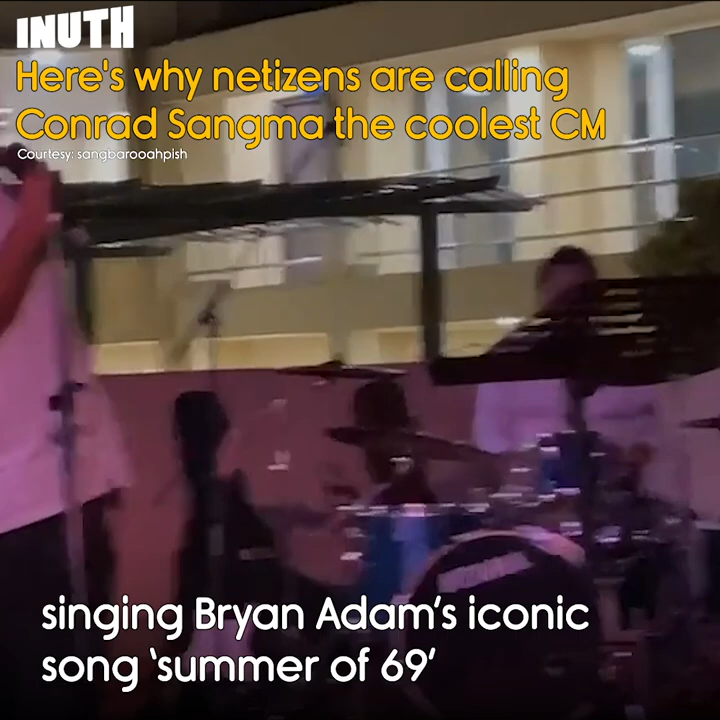 INUTH
Here's why netizens are calling
Conrad Sangma the coolest CM
Courtesy: sangbarooahpish
singing Bryan Adam's iconic
song ‘summer of 69’